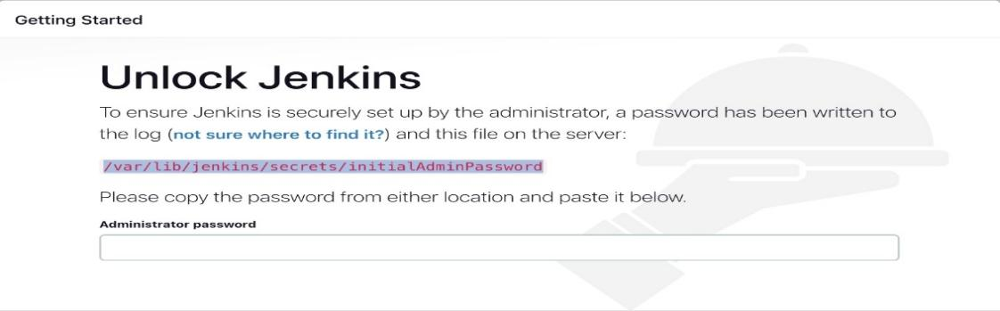 Getting Started
Unlock Jenkins
To ensure Jenkins is securely set up by the administrator, a password has been written to
the log (not sure where to find it?) and this file on the server:
/var/lib/jenkins/secrets/initialAdminPassword
Please copy the password from either location and paste it below.
Administrator password